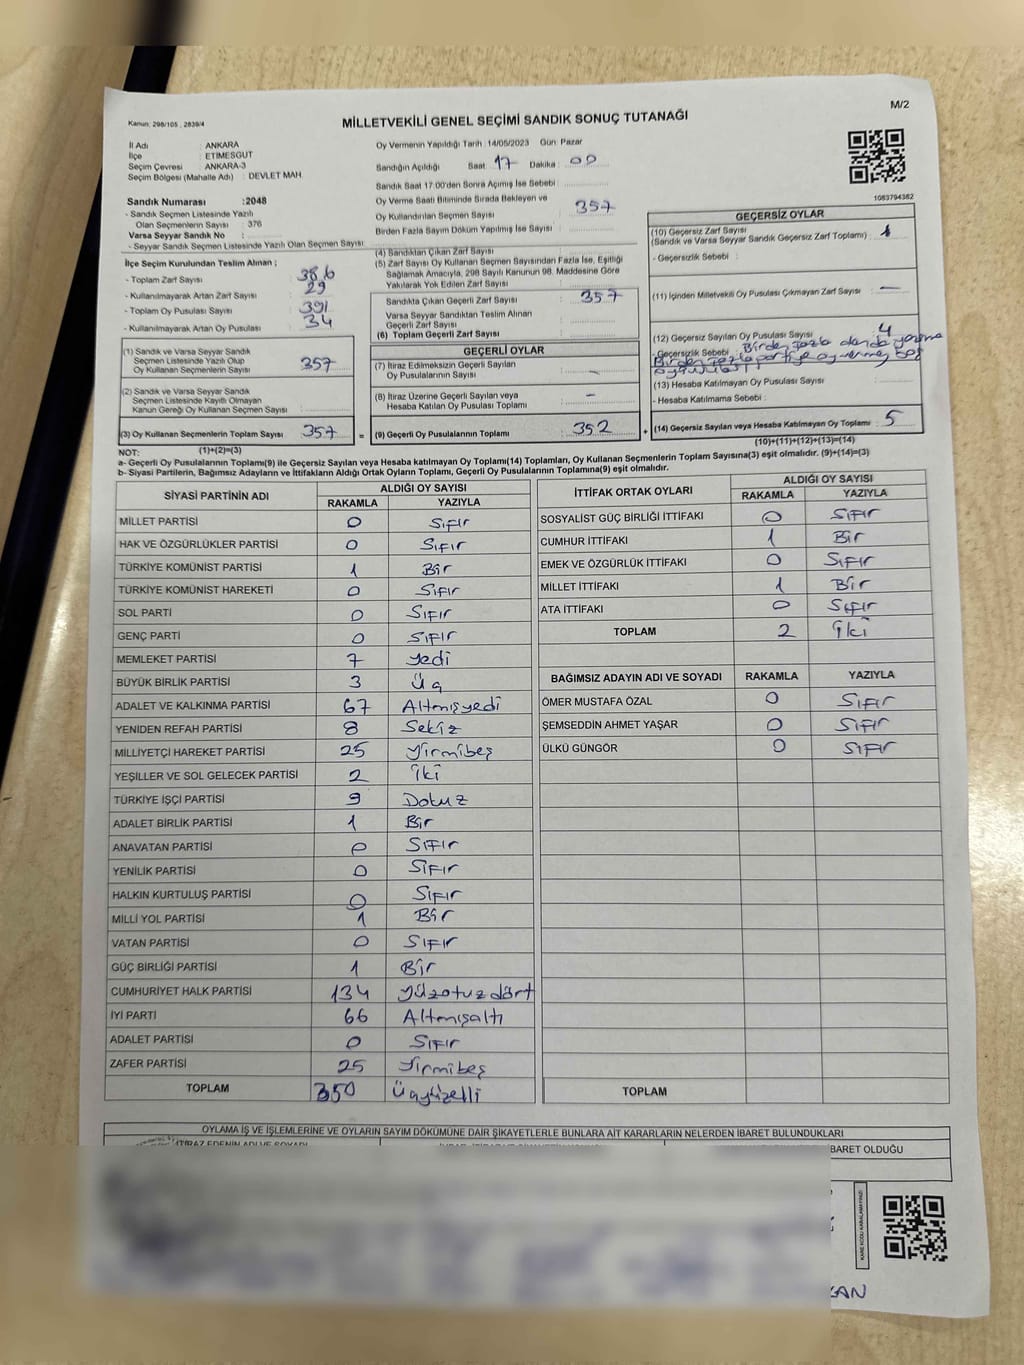 M/2
Kanun: 298/105 , 2839/4
MİLLETVEKİLİ GENEL SEÇİMİ SANDIK SONUÇ TUTANAĞI
İl Adı : ANKARA
İlçe : ETİMESGUT
Seçim Çevresi : ANKARA-3
Seçim Bölgesi (Mahalle Adı) : DEVLET MAH.
Sandık Numarası :2048
- Sandık Seçmen Listesinde Yazılı
Olan Seçmenlerin Sayısı : 376
Varsa Seyyar Sandık No :
- Seyyar Sandık Seçmen Listesinde Yazılı Olan Seçmen Sayısı
Oy Vermenin Yapıldığı Tarih :14/05/2023 Gün: Pazar
Sandığın Açıldığı Saat: 17 Dakika : 00
Sandık Saat 17:00'den Sonra Açımış İse Sebebi :
Oy Verme Saati Bitiminde Sırada Bekleyen ve
Oy Kullandırılan Seçmen Sayısı : 357
Birden Fazla Sayım Döküm Yapılmış İse Sayısı :
1083794382
İlçe Seçim Kurulundan Teslim Alınan ;
- Toplam Zarf Sayısı : 386
- Kullanılmayarak Artan Zarf Sayısı : 29
- Toplam Oy Pusulası : 391
- Kullanılmayarak Artan Oy Pusulası : 34
(1) Sandık ve Varsa Seyyar Sandık
Seçmen Listesinde Yazılı Olup
Oy Kullanan Seçmenlerin Sayısı : 357
(2) Sandık ve Varsa Seyyar Sandık
Seçmen Listesinde Kayıtlı Olmayan
Kanun Gereği Oy Kullanan Seçmen Sayısı :
(3) Oy Kullanan Seçmenlerin Toplam Sayısı : 357 =
(1)+(2)=(3)
(4) Sandıktan Çıkan Zarf Sayısı
(5) Zarf Sayısı Oy Kullanan Seçmen Sayısından Fazla İse, Eşitliği
Sağlamak Amacıyla, 298 Sayılı Kanunun 98. Maddesine Göre
Yakılarak Yok Edilen Zarf Sayısı :
Sandıkta Çıkan Geçerli Zarf Sayısı : 357
Varsa Seyyar Sandıktan Teslim Alınan
Geçerli Zarf Sayısı :
(6) Toplam Geçerli Zarf Sayısı :
GEÇERLİ OYLAR
(7) İtiraz Edilmeksizin Geçerli Sayılan
Oy Pusulalarının Sayısı : -
(8) İtiraz Üzerine Geçerli Sayılan veya
Hesaba Katılan Oy Pusulası Toplamı : -
(9) Geçerli Oy Pusulalarının Toplamı : 352 +
GEÇERSİZ OYLAR
(10) Geçersiz Zarf Sayısı
(Sandık ve Varsa Seyyar Sandık Geçersiz Zarf Toplamı) : 1
- Geçersizlik Sebebi :
(11) İçinden Milletvekili Oy Pusulası Çıkmayan Zarf Sayısı : —
(12) Geçersiz Sayılan Oy Pusulası Sayısı : 4
- Geçersizlik Sebebi : Birden fazla
Birden fazla partiye oy
(13) Hesaba Katılmayan Oy Pusulası Sayısı :
- Hesaba Katılmama Sebebi :
(14) Geçersiz Sayılan veya Hesaba Katılmayan Oy Toplamı : 5
(10)+(11)+(12)+(13)=(14)
NOT:
a- Geçerli Oy Pusulalarının Toplamı(9) ile Geçersiz Sayılan veya Hesaba katılmayan Oy Toplamı(14) Toplamları, Oy Kullanan Seçmenlerin Toplam Sayısına(3) eşit olmalıdır. (9)+(14)=(3)
b- Siyasi Partilerin, Bağımsız Adayların ve İttifakların Aldığı Oyların Toplamı, Geçerli Oy Pusulalarının Toplamına(9) eşit olmalıdır.
SİYASİ PARTİNİN ADI ALDIĞI OY SAYISI
RAKAMLA YAZIYLA
MİLLET PARTİSİ 0 Sıfır
HAK VE ÖZGÜRLÜKLER PARTİSİ 0 Sıfır
TÜRKİYE KOMÜNİST PARTİSİ 1 Bir
TÜRKİYE KOMÜNİST HAREKETİ 0 Sıfır
SOL PARTİ 0 Sıfır
GENÇ PARTİ 0 Sıfır
MEMLEKET PARTİSİ 7 Yedi
BÜYÜK BİRLİK PARTİSİ 3 Üç
ADALET VE KALKINMA PARTİSİ 67 Altmışyedi
YENİDEN REFAH PARTİSİ 8 Sekiz
MİLLİYETÇİ HAREKET PARTİSİ 25 Yirmibeş
YEŞİLLER VE SOL GELECEK PARTİSİ 2 İki
TÜRKİYE İŞÇİ PARTİSİ 9 Dokuz
ADALET BİRLİK PARTİSİ 1 Bir
ANAVATAN PARTİSİ 0 Sıfır
YENİLİK PARTİSİ 0 Sıfır
HALKIN KURTULUŞ PARTİSİ 0 Sıfır
MİLLİ YOL PARTİSİ 1 Bir
VATAN PARTİSİ 0 Sıfır
GÜÇ BİRLİĞİ PARTİSİ 1 Bir
CUMHURİYET HALK PARTİSİ 134 Yüzotuzdört
İYİ PARTİ 66 Altmışaltı
ADALET PARTİSİ 0 Sıfır
ZAFER PARTİSİ 25 Yirmibeş
TOPLAM 350 Üçyüzelli
İTTİFAK ORTAK OYLARI ALDIĞI OY SAYISI
RAKAMLA YAZIYLA
SOSYALİST GÜÇ BİRLİĞİ İTTİFAKI 0 Sıfır
CUMHUR İTTİFAKI 1 Bir
EMEK VE ÖZGÜRLÜK İTTİFAKI 0 Sıfır
MİLLET İTTİFAKI 1 Bir
ATA İTTİFAKI 0 Sıfır
TOPLAM 2 İki
BAĞIMSIZ ADAYIN ADI VE SOYADI RAKAMLA YAZIYLA
ÖMER MUSTAFA ÖZAL 0 Sıfır
ŞEMSEDDİN AHMET YAŞAR 0 Sıfır
ÜLKÜ GÜNGÖR 0 Sıfır
TOPLAM
OYLAMA İŞ VE İŞLEMLERİNE VE OYLARIN SAYIM DÖKÜMÜNE DAİR ŞİKAYETLERLE BUNLARA AİT KARARLARIN NELERDEN İBARET BULUNDUKLARI
İTİRAZ EDENİN ADI VE SOYADI
BARET OLDUĞU
KARE KODU KARALAMAYINIZ!